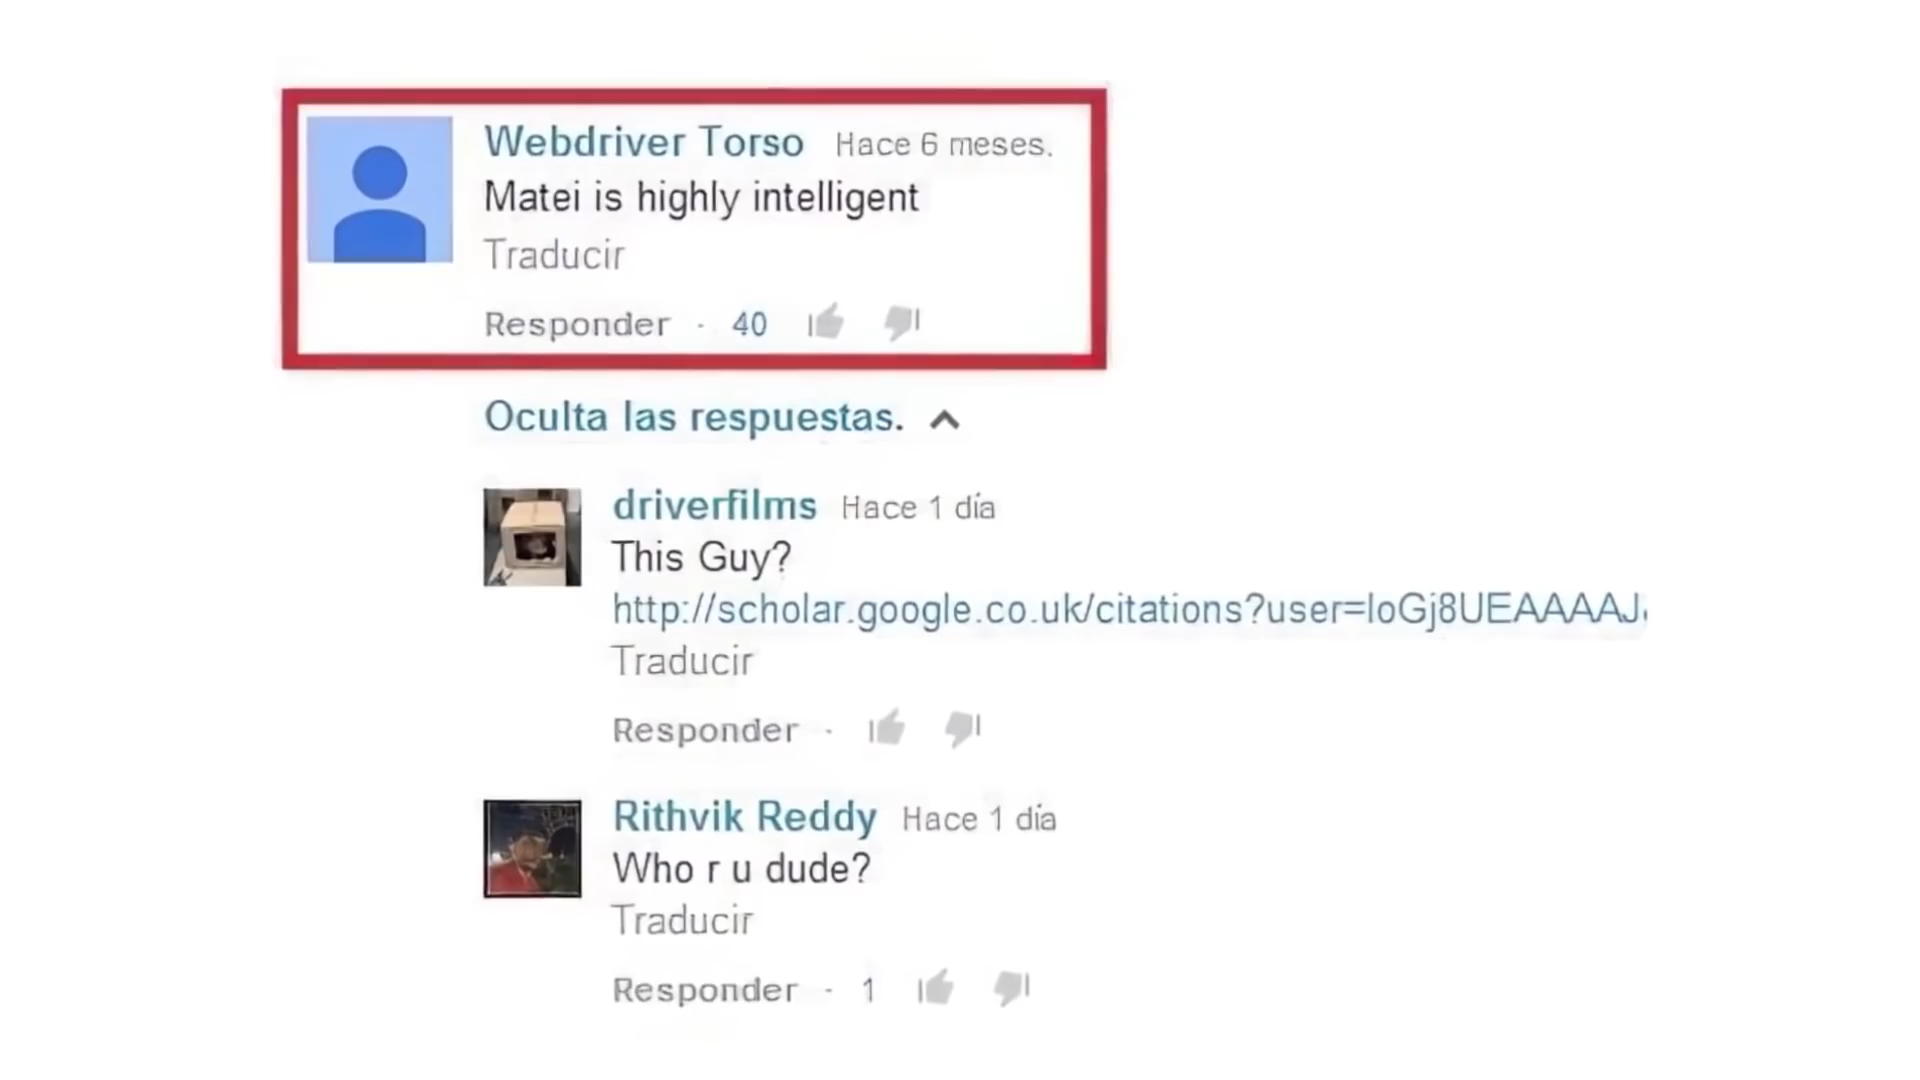 Webdriver Torso Hace 6 meses.
Matei is highly intelligent
Traducir
Responder · 40
Oculta las respuestas.
driverfilms Hace 1 día
This Guy?
http://scholar.google.co.uk/citations?user=IoGj8UEAAAAJ
Traducir
Responder ·
Rithvik Reddy Hace 1 día
Who r u dude?
Traducir
Responder · 1